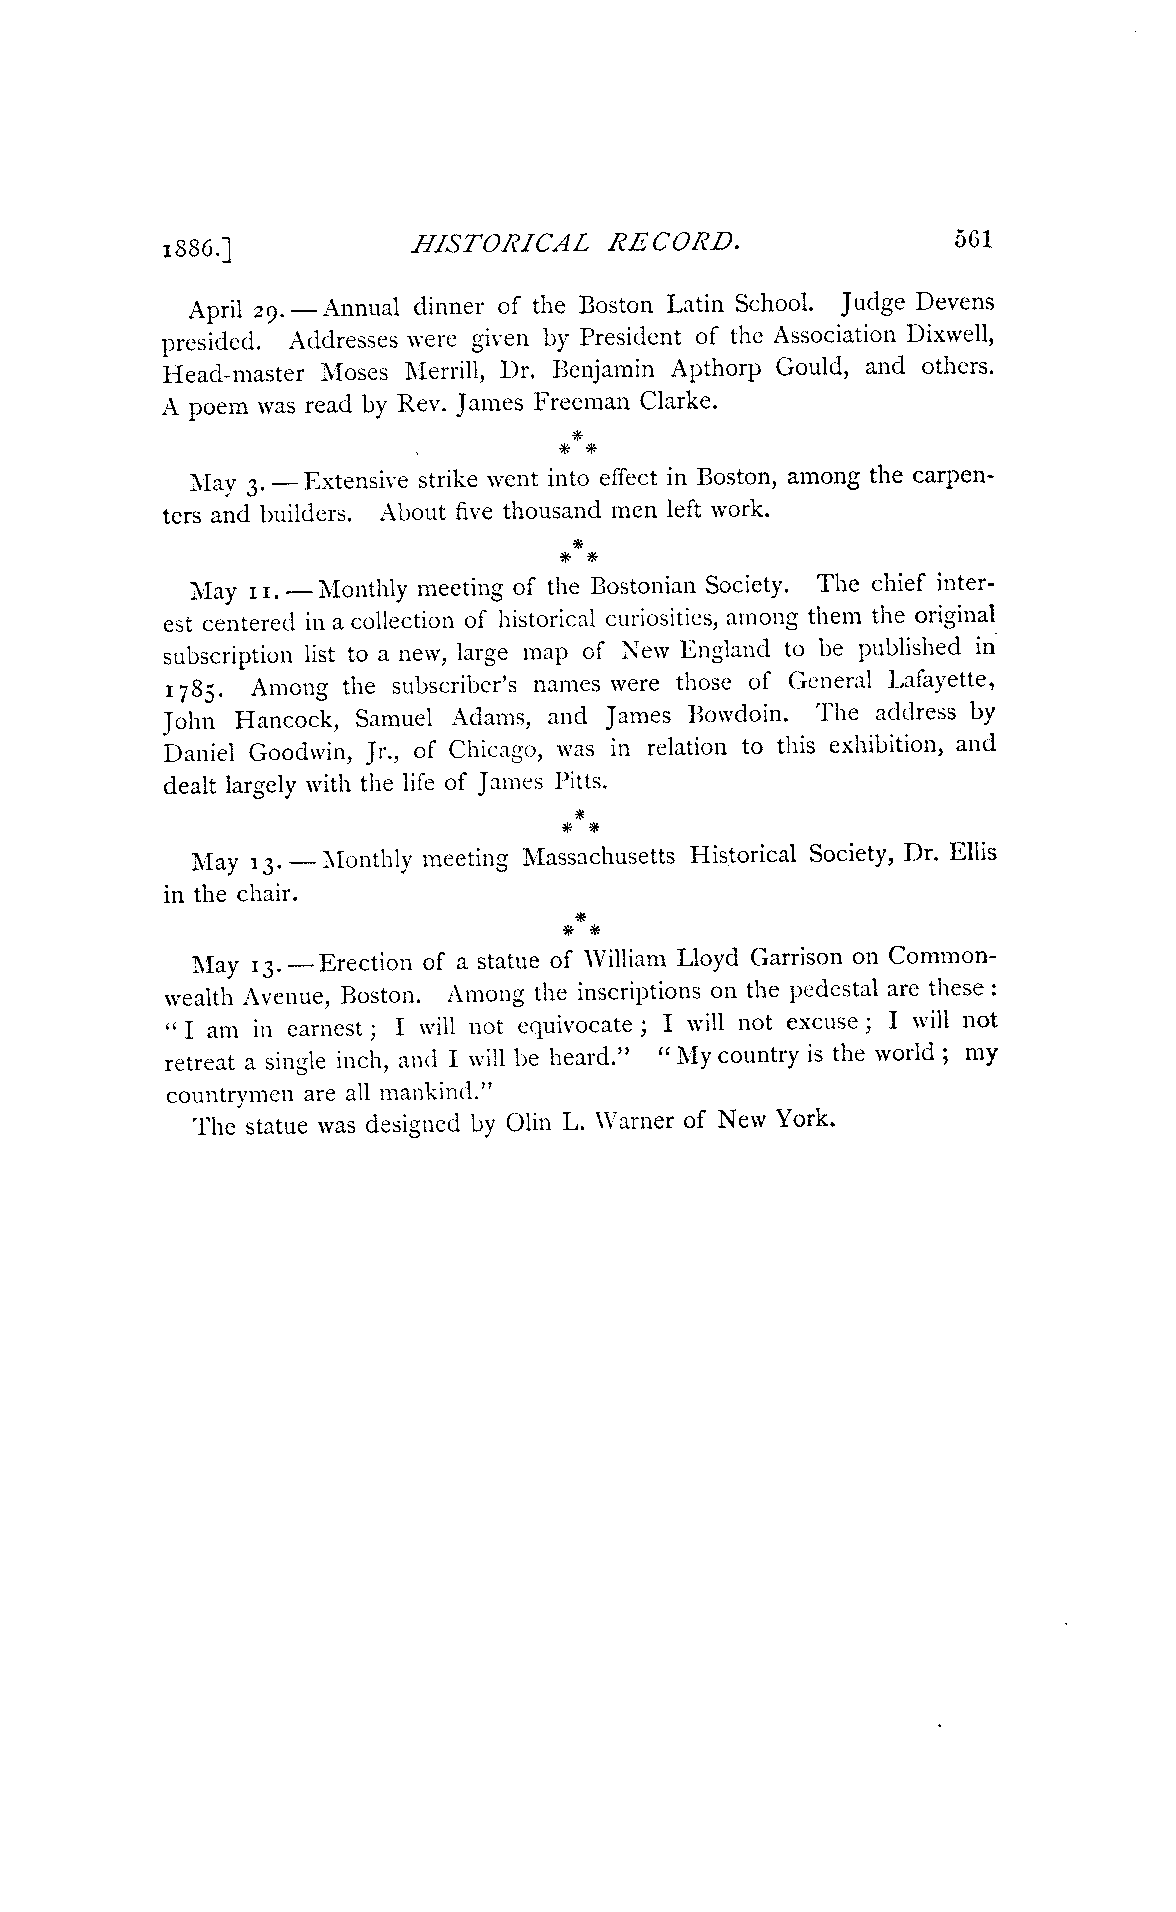 1886.] HISTORICAL RECORD. 561
April 29. — Annual dinner of the Boston Latin School. Judge Devens
presided. Addresses were given by President of the Association Dixwell,
Head-master Moses Merrill, Dr. Benjamin Apthorp Gould, and others.
A poem was read by Rev. James Freeman Clarke.
* * *
May 3. — Extensive strike went into effect in Boston, among the carpen-
ters and builders. About five thousand men left work.
* * *
May 11. — Monthly meeting of the Bostonian Society. The chief inter-
est centered in a collection of historical curiosities, among them the original
subscription list to a new, large map of New England to be published in
1785. Among the subscriber's names were those of General Lafayette,
John Hancock, Samuel Adams, and James Bowdoin. The address by
Daniel Goodwin, Jr., of Chicago, was in relation to this exhibition, and
dealt largely with the life of James Pitts.
* * *
May 13. — Monthly meeting Massachusetts Historical Society, Dr. Ellis
in the chair.
* * *
May 13. — Erection of a statue of William Lloyd Garrison on Common-
wealth Avenue, Boston. Among the inscriptions on the pedestal are these :
" I am in earnest ; I will not equivocate ; I will not excuse ; I will not
retreat a single inch, and I will be heard." " My country is the world ; my
countrymen are all mankind."
The statue was designed by Olin L. Warner of New York.